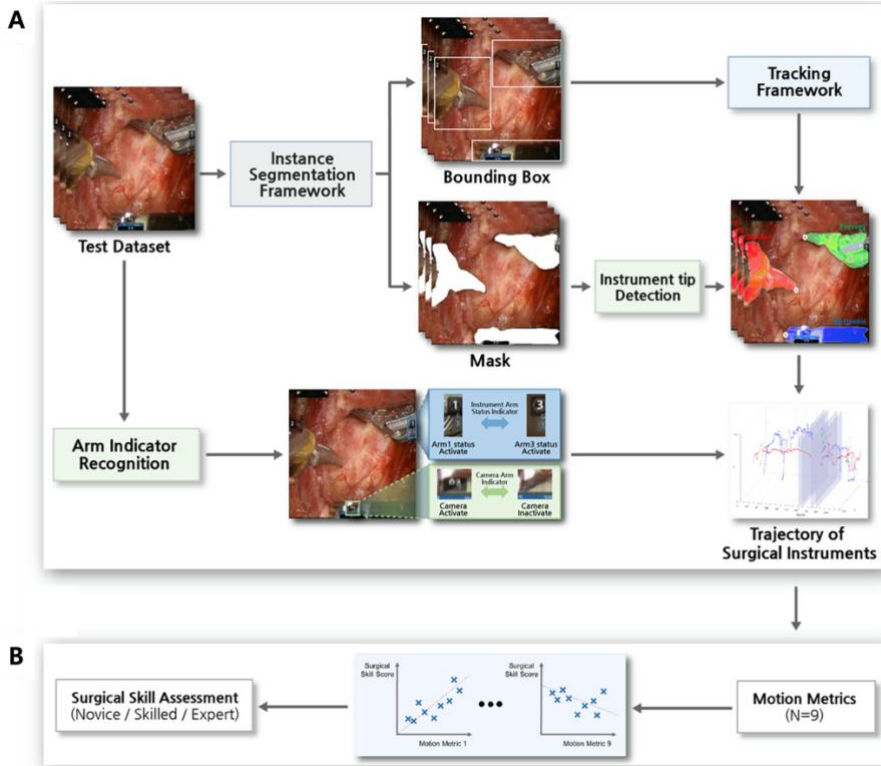 A
Test Dataset
Instance
Segmentation
Framework
Bounding Box
Tracking
Framework
Mask
Instrument tip
Detection
Arm Indicator
Recognition
1
Instrument Arm
Status Indicator
3
Arm1 status
Activate
Arm3 status
Activate
Camera Arm
Indicator
Camera
Activate
Camera
Inactivate
Trajectory of
Surgical Instruments
B
Surgical Skill Assessment
(Novice / Skilled / Expert)
Surgical
Skill Score
Motion Metric 1
Surgical
Skill Score
Motion Metric 9
Motion Metrics
(N=9)